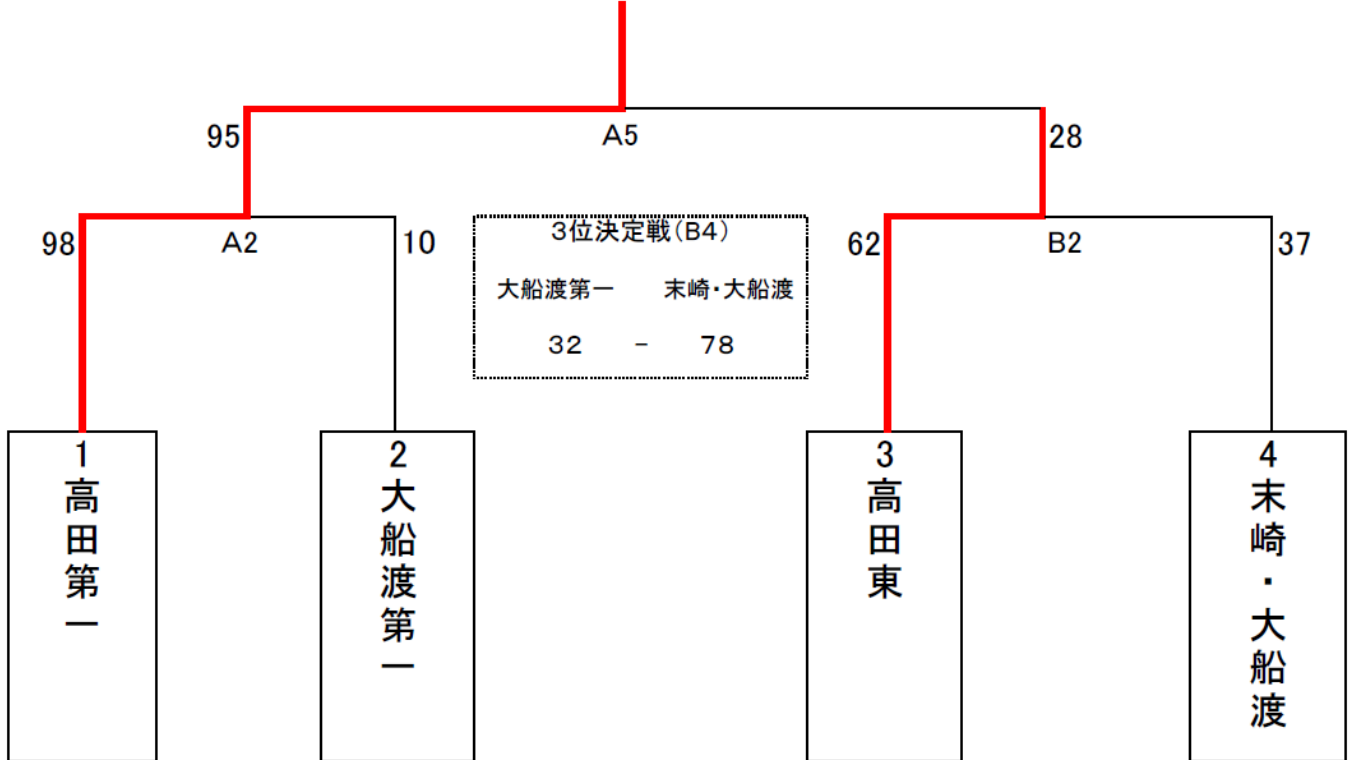 95 A5 28
98 A2 10
3位決定戦(B4)
大船渡第一 末崎・大船渡
32 - 78
62 B2 37
1
高田第一
2
大船渡第一
3
高田東
4
末崎・大船渡